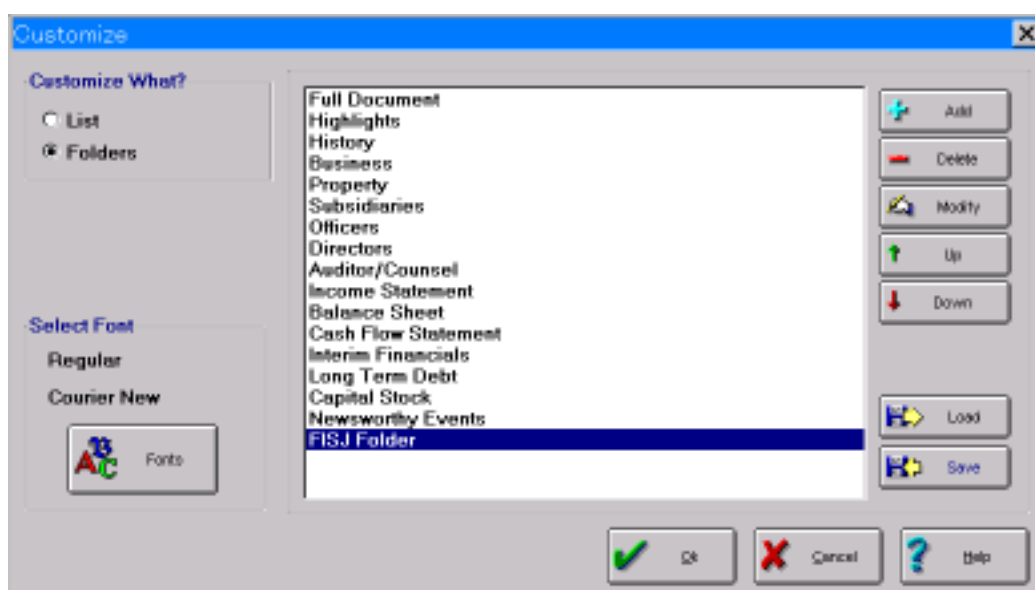 Customize
Customize What?
List
Folders
Select Font
Regular
Courier New
Fonts
Full Document
Highlights
History
Business
Property
Subsidiaries
Officers
Directors
Auditor/Counsel
Income Statement
Balance Sheet
Cash Flow Statement
Interim Financials
Long Term Debt
Capital Stock
Newsworthy Events
FISJ Folder
Add
Delete
Modify
Up
Down
Load
Save
Ok
Cancel
Help